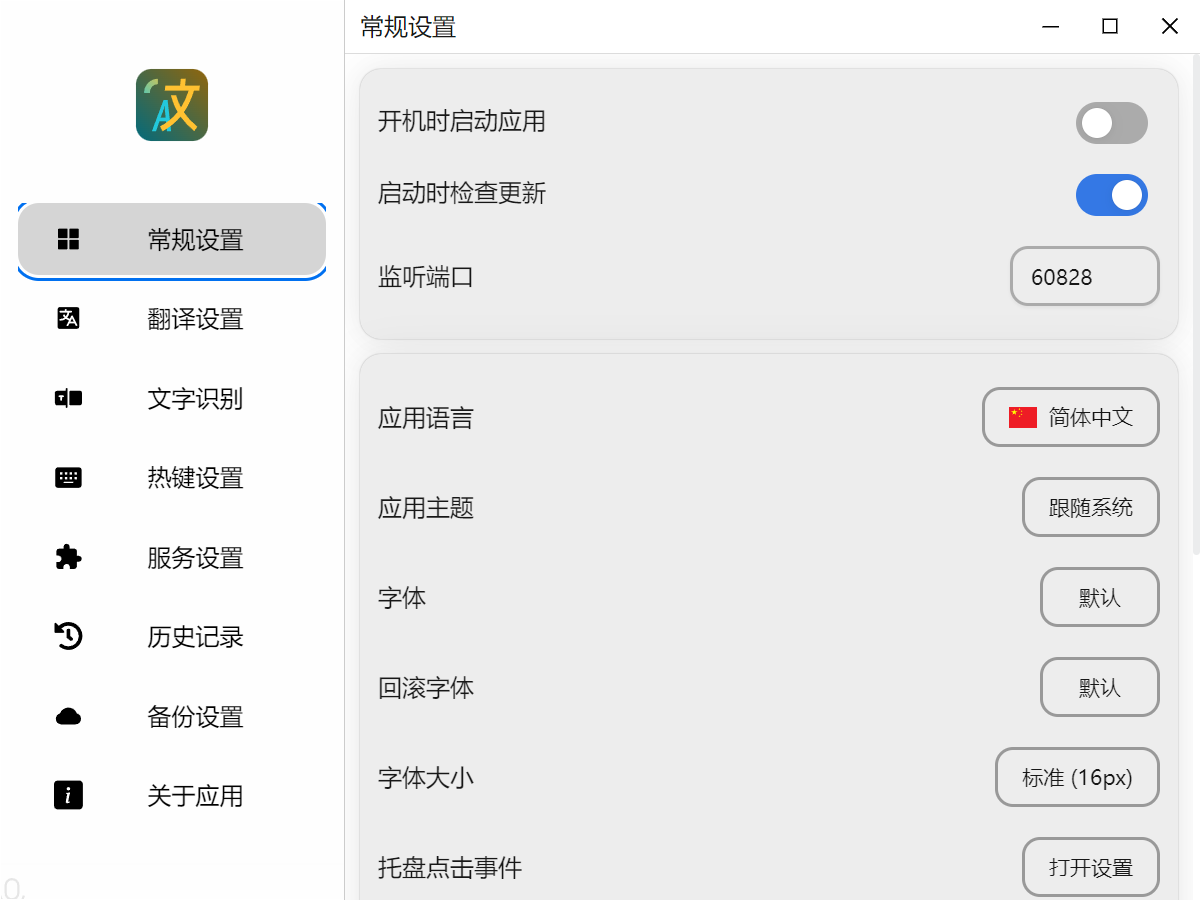 常规设置
翻译设置
文字识别
热键设置
服务设置
历史记录
备份设置
关于应用
常规设置
开机时启动应用
启动时检查更新
监听端口 60828
应用语言 简体中文
应用主题 跟随系统
字体 默认
回滚字体 默认
字体大小 标准 (16px)
托盘点击事件 打开设置